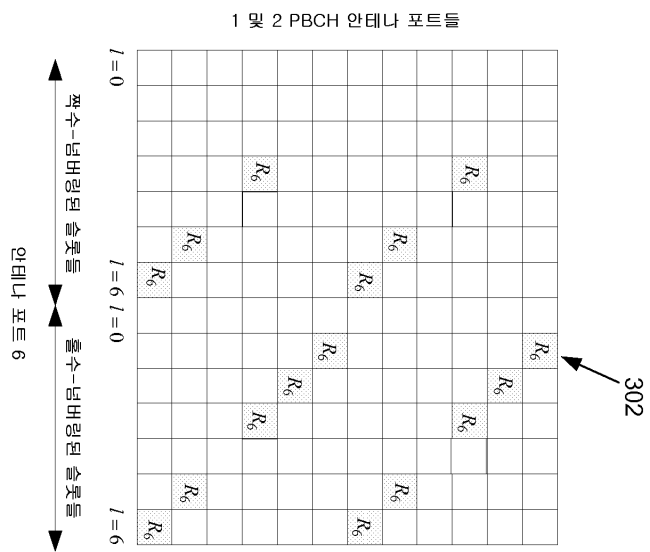 1 및 2 PBCH 안테나 포트들
l = 0
R6 R6
R6 R6
R6 R6
l = 6
l = 0
R6 R6
R6 R6
R6 R6
R6 R6
R6 R6
l = 6
짝수-넘버링된 슬롯들
홀수-넘버링된 슬롯들
안테나 포트 6
302